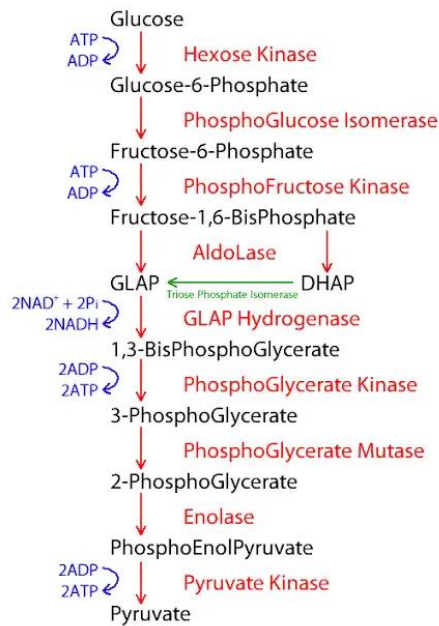 Glucose
ATP
ADP
Hexose Kinase
Glucose-6-Phosphate
PhosphoGlucose Isomerase
Fructose-6-Phosphate
ATP
ADP
PhosphoFructose Kinase
Fructose-1,6-BisPhosphate
AldoLase
GLAP
DHAP
Triose Phosphate Isomerase
2NAD⁺ + 2Pi
2NADH
GLAP Hydrogenase
1,3-BisPhosphoGlycerate
2ADP
2ATP
PhosphoGlycerate Kinase
3-PhosphoGlycerate
PhosphoGlycerate Mutase
2-PhosphoGlycerate
Enolase
PhosphoEnolPyruvate
2ADP
2ATP
Pyruvate Kinase
Pyruvate